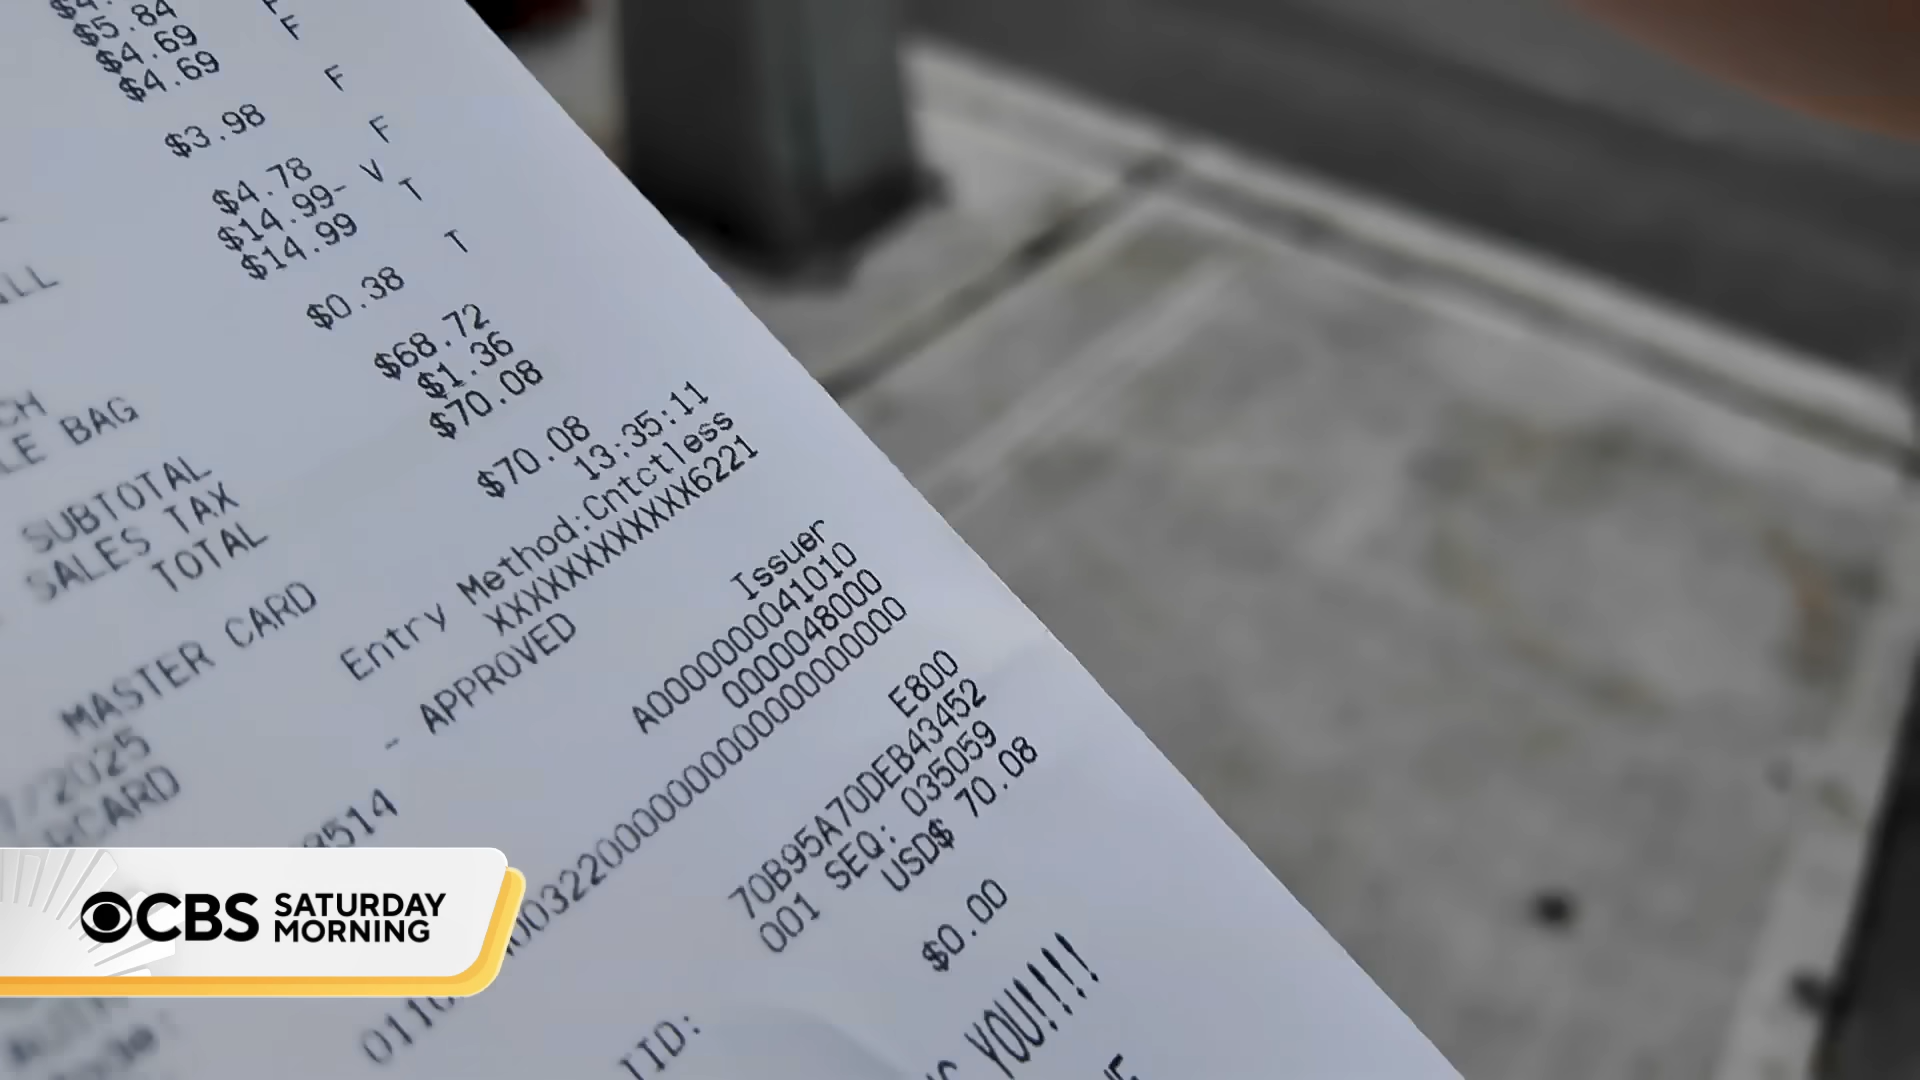 $5.84 F
$4.69
$4.69 F
$3.98 F
$4.78 V
$14.99- T
$14.99
$0.38 T
LE BAG
SUBTOTAL $68.72
SALES TAX $1.36
TOTAL $70.08
MASTER CARD $70.08
/2025 13:35:11
Entry Method:Cntctless
XXXXXXXXXXXX6221
- APPROVED
8514
Issuer
A0000000041010
0000048000
E800
70B95A70DEB43452
001 SEQ: 035059
USD$ 70.08
$0.00
TID:
YOU!!!!
CBS SATURDAY
MORNING